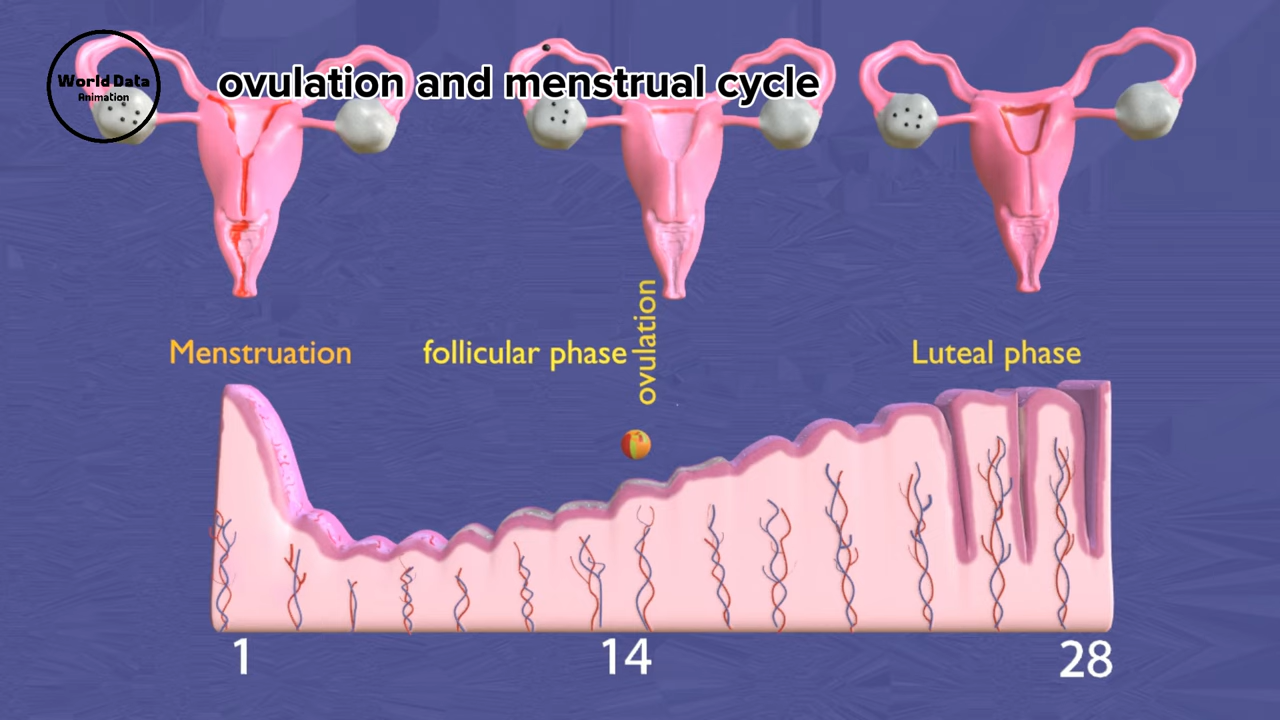 World Data
Animation
ovulation and menstrual cycle
Menstruation
follicular phase
ovulation
Luteal phase
1
14
28